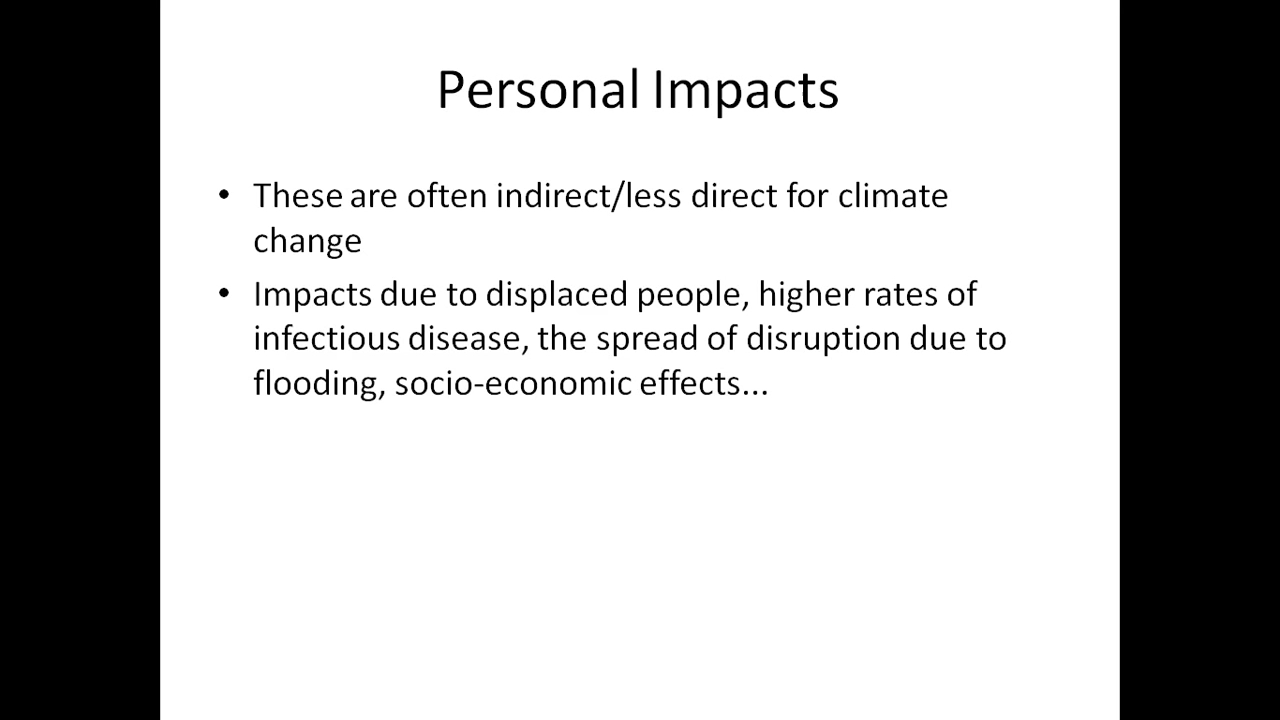 Personal Impacts
• These are often indirect/less direct for climate
change
• Impacts due to displaced people, higher rates of
infectious disease, the spread of disruption due to
flooding, socio-economic effects...